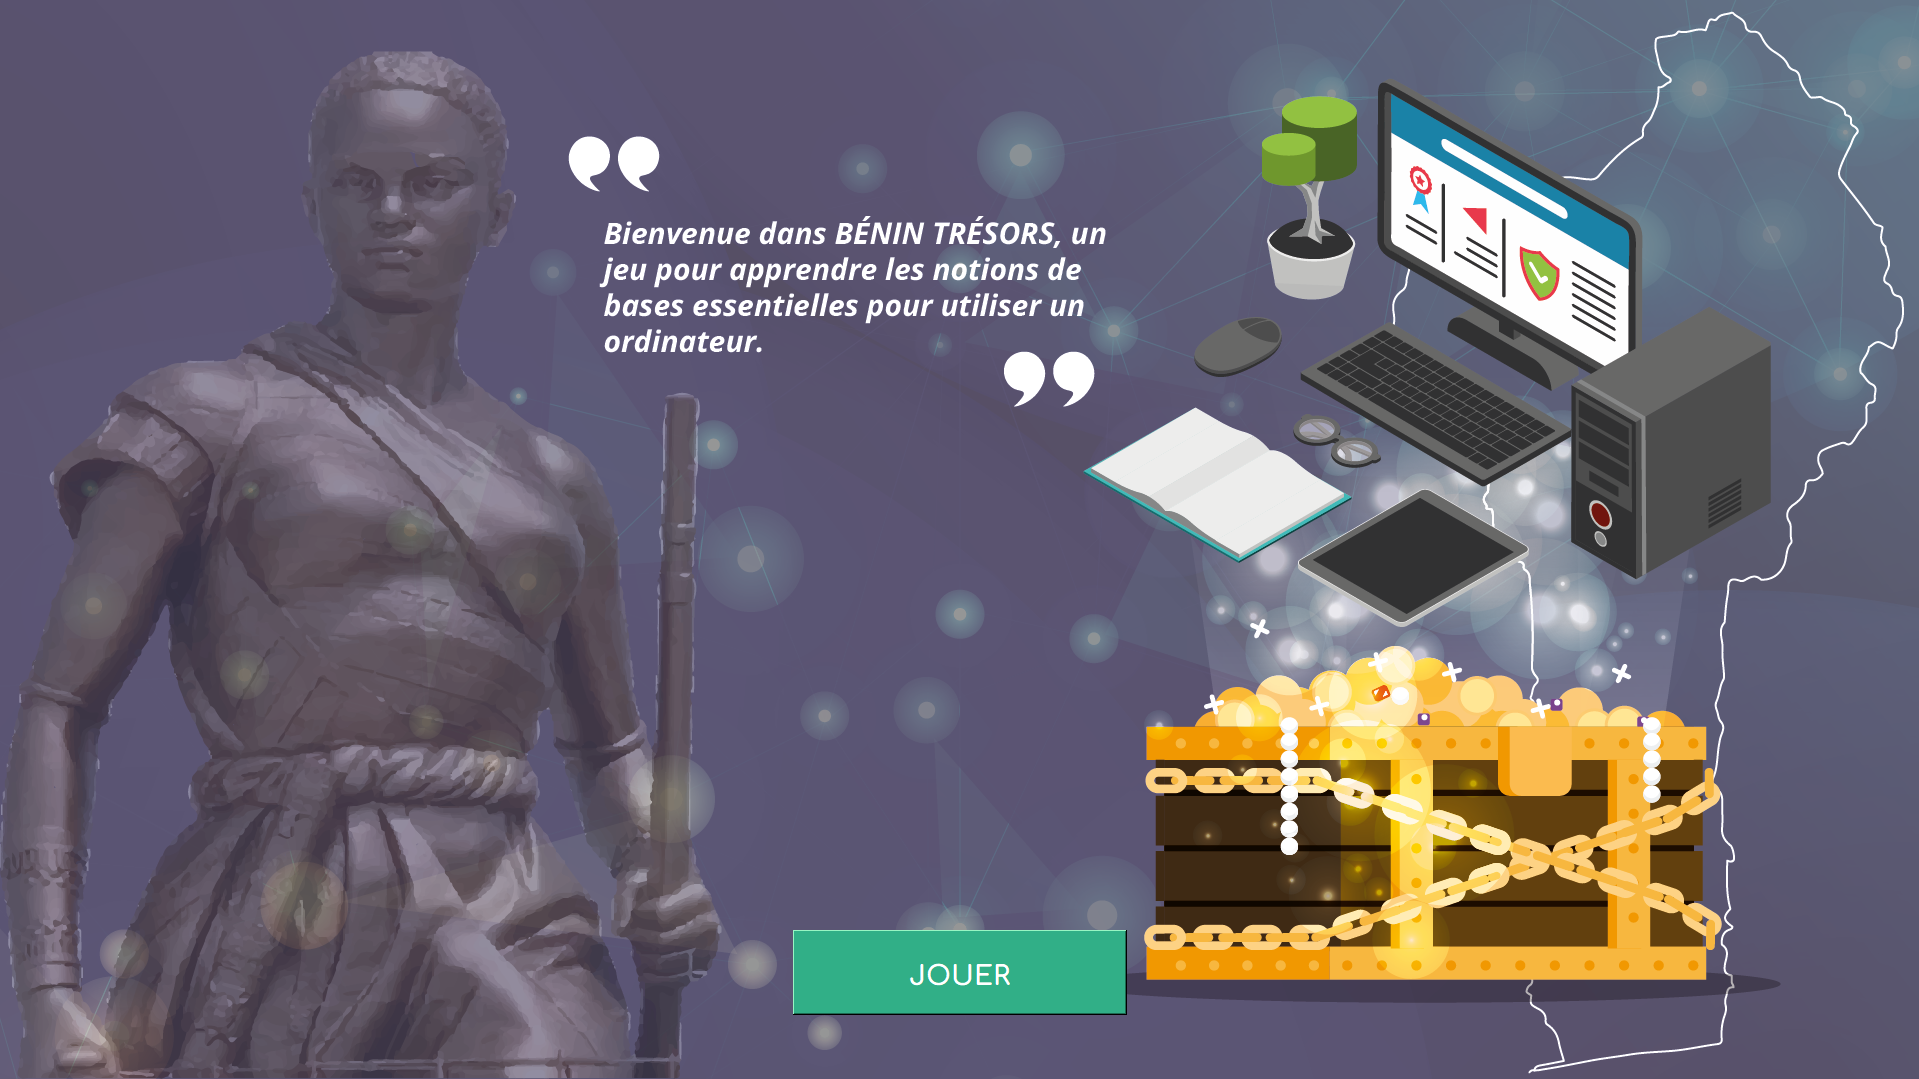 Bienvenue dans BÉNIN TRÉSORS, un
jeu pour apprendre les notions de
bases essentielles pour utiliser un
ordinateur.
JOUER